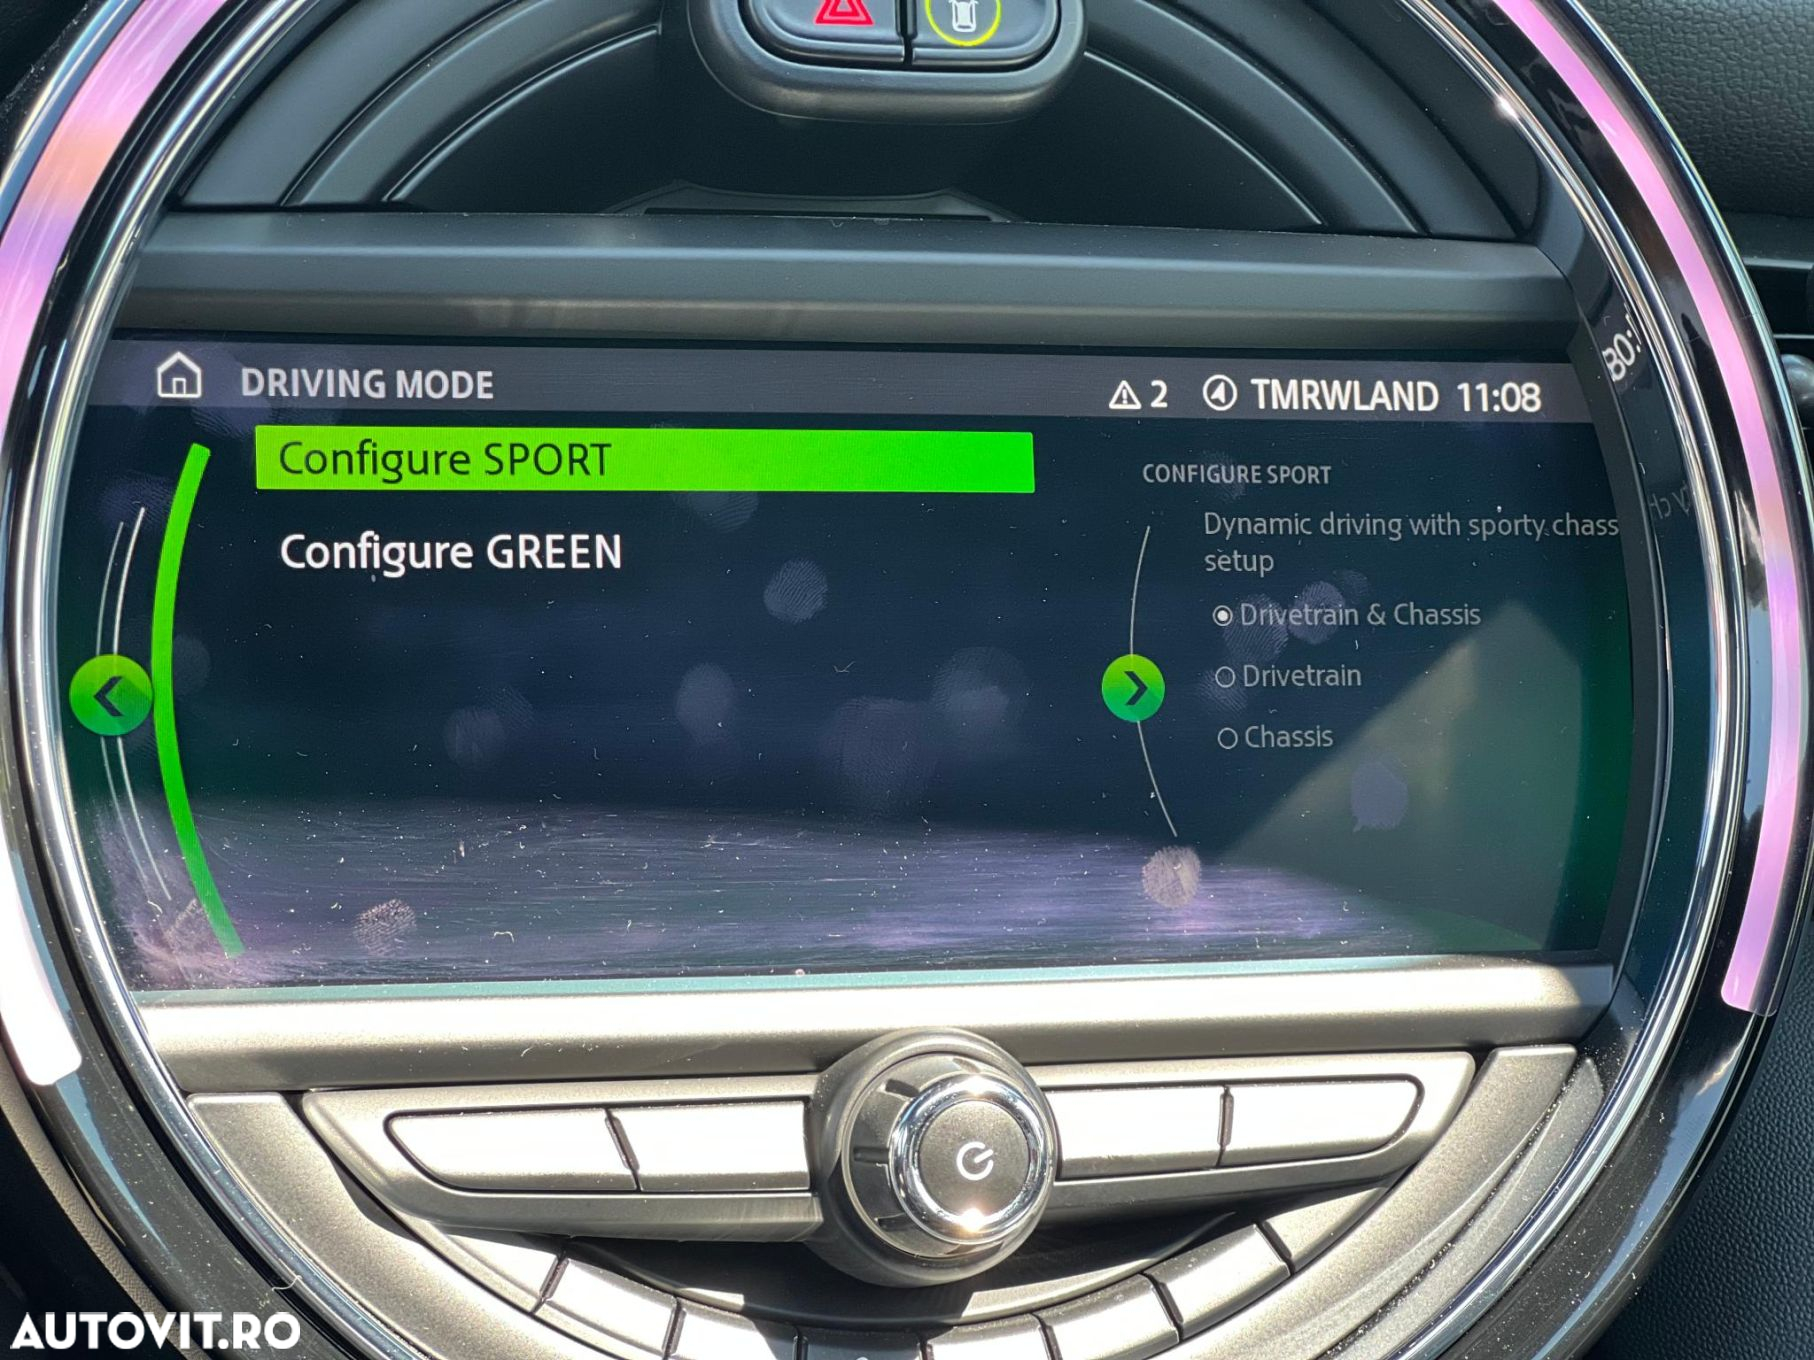 DRIVING MODE
2 TMRWLAND 11:08
Configure SPORT
Configure GREEN
CONFIGURE SPORT
Dynamic driving with sporty chass
setup
Drivetrain & Chassis
Drivetrain
Chassis
AUTOVIT.RO